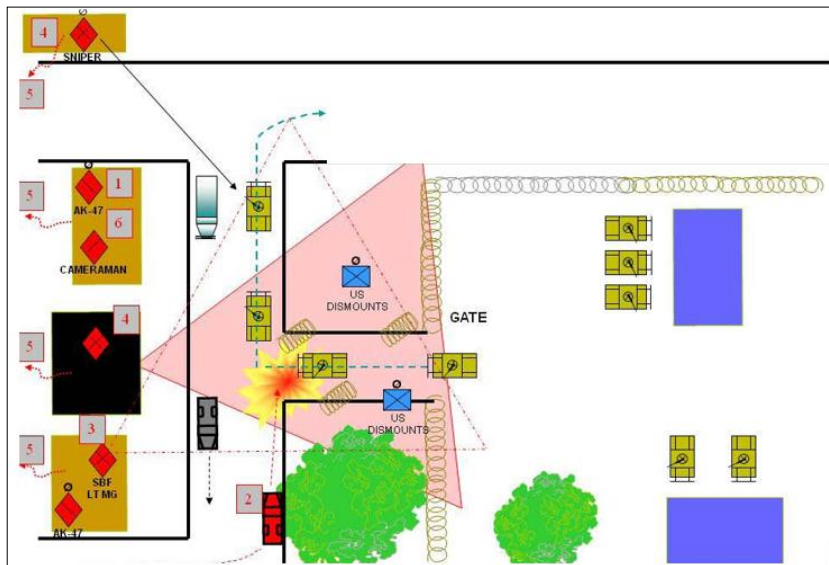 4
SNIPER
5
5
1
AK-47
6
CAMERAMAN
US
DISMOUNTS
GATE
4
5
US
DISMOUNTS
3
5
SBF
LT MG
2
AK-47